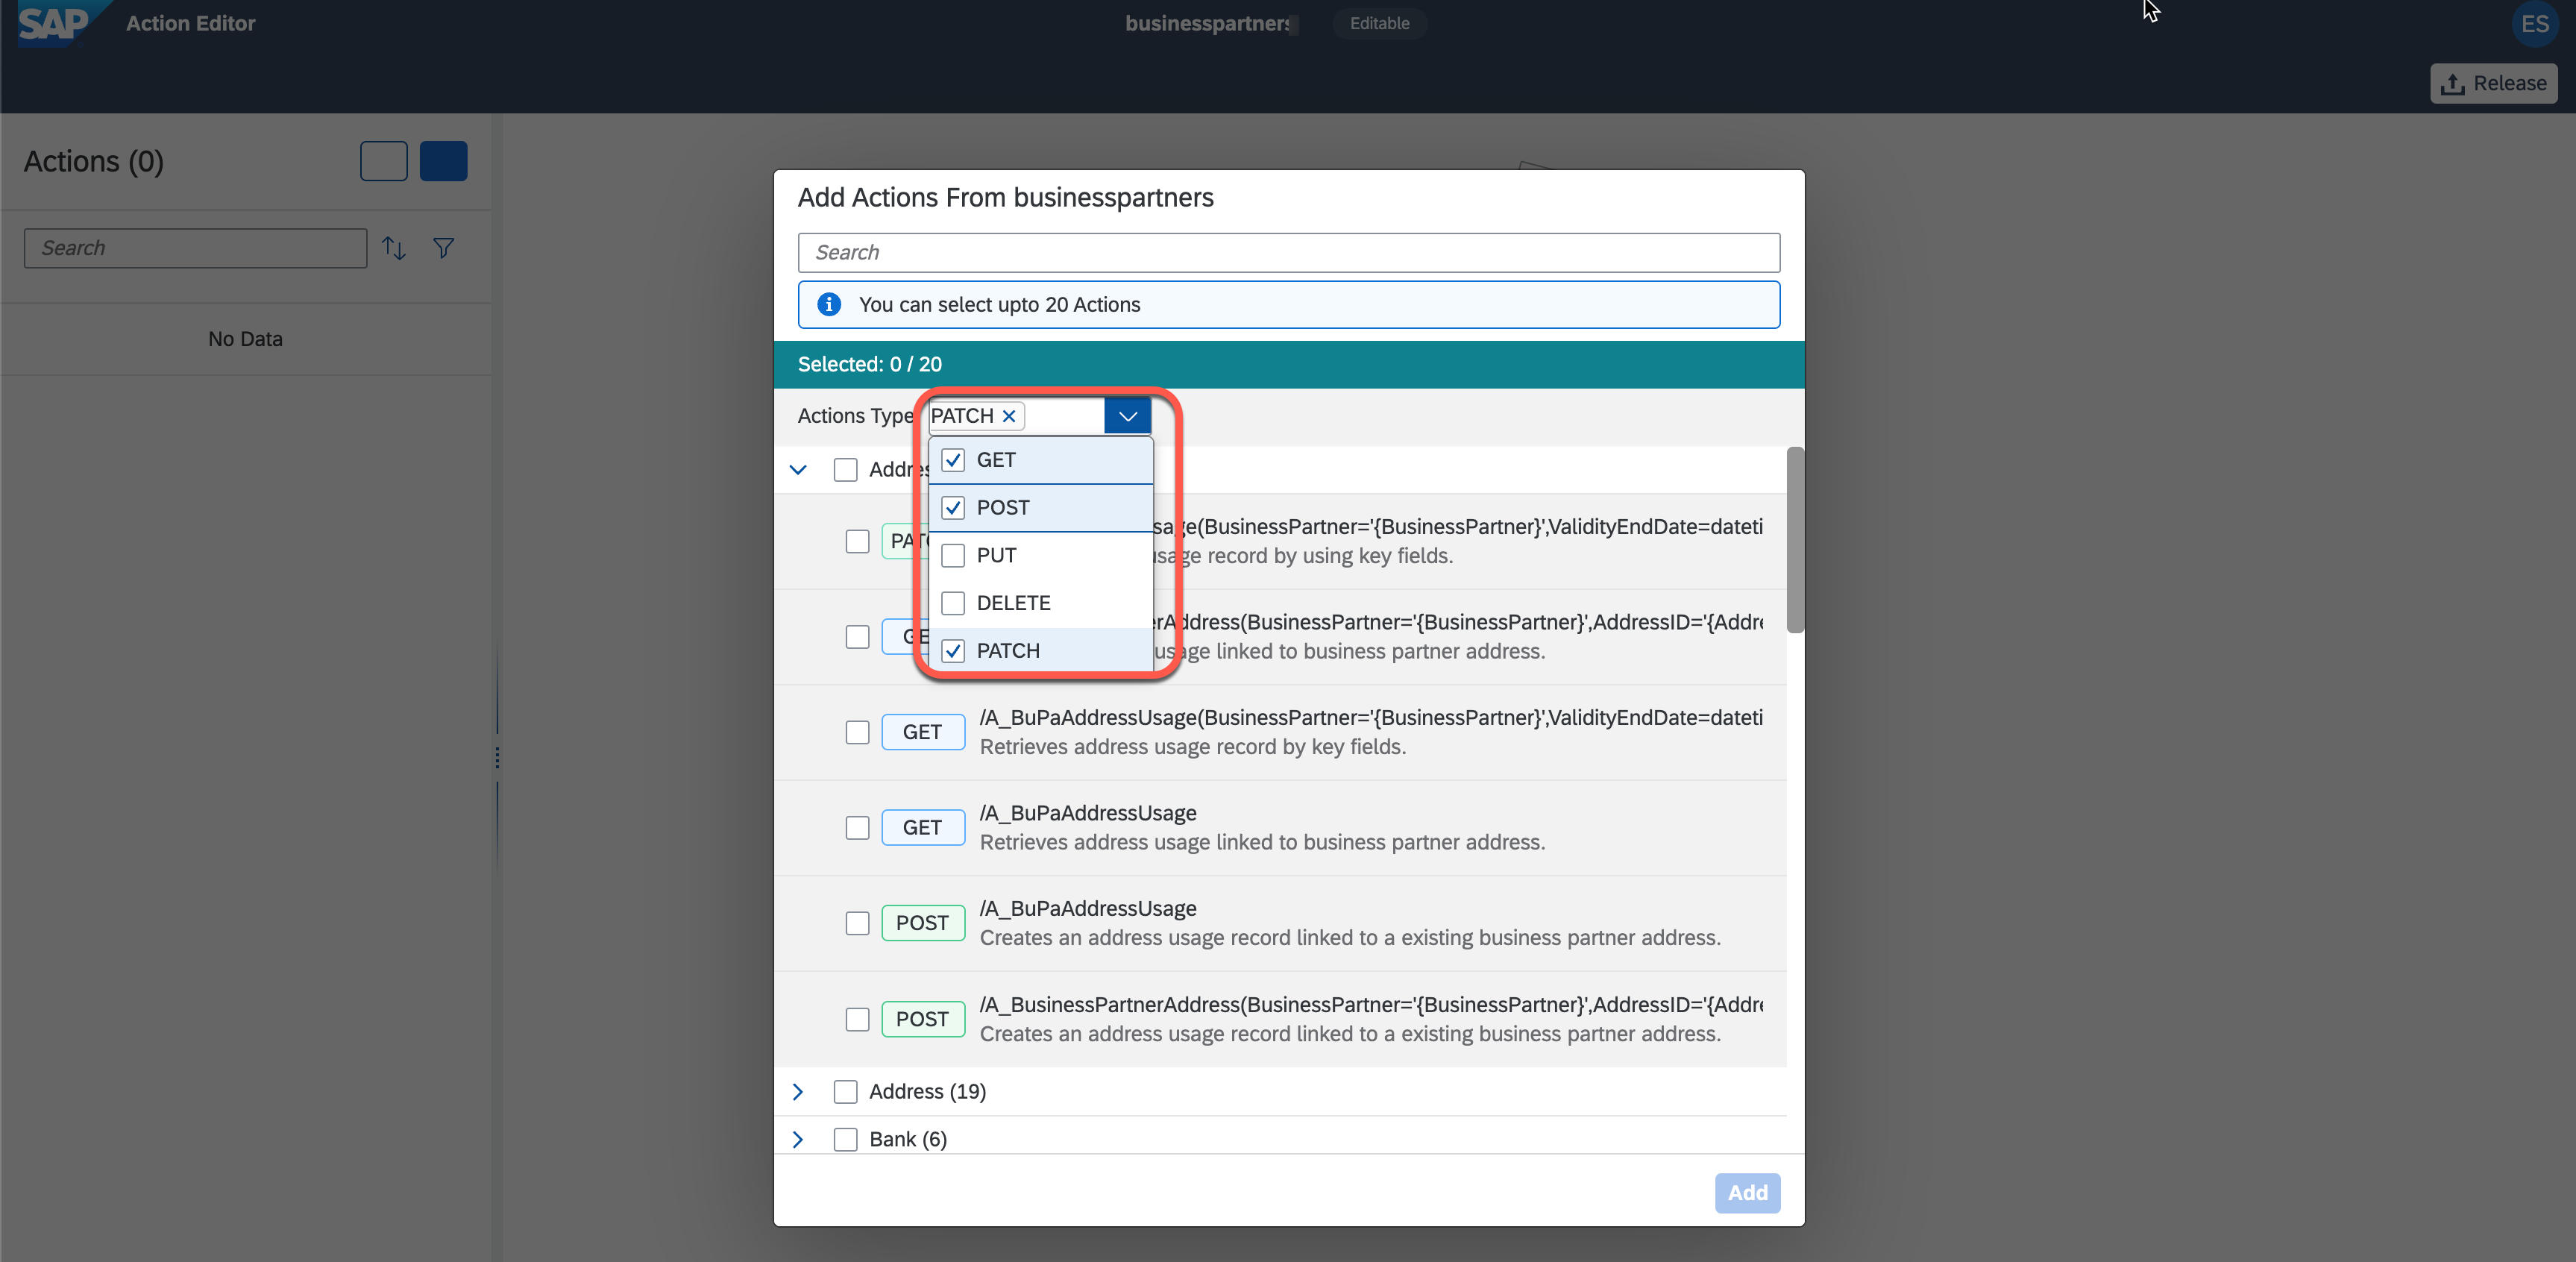 SAP Action Editor
businesspartners
Editable
ES
Release
Actions (0)
Search
No Data
Add Actions From businesspartners
Search
You can select upto 20 Actions
Selected: 0 / 20
Actions Type
PATCH
GET
POST
PUT
DELETE
PATCH
sage(BusinessPartner='{BusinessPartner}',ValidityEndDate=dateti
usage record by using key fields.
GE
rAddress(BusinessPartner='{BusinessPartner}',AddressID='{Addre
usage linked to business partner address.
GET
/A_BuPaAddressUsage(BusinessPartner='{BusinessPartner}',ValidityEndDate=dateti
Retrieves address usage record by key fields.
GET
/A_BuPaAddressUsage
Retrieves address usage linked to business partner address.
POST
/A_BuPaAddressUsage
Creates an address usage record linked to a existing business partner address.
POST
/A_BusinessPartnerAddress(BusinessPartner='{BusinessPartner}',AddressID='{Addre
Creates an address usage record linked to a existing business partner address.
Address (19)
Bank (6)
Add